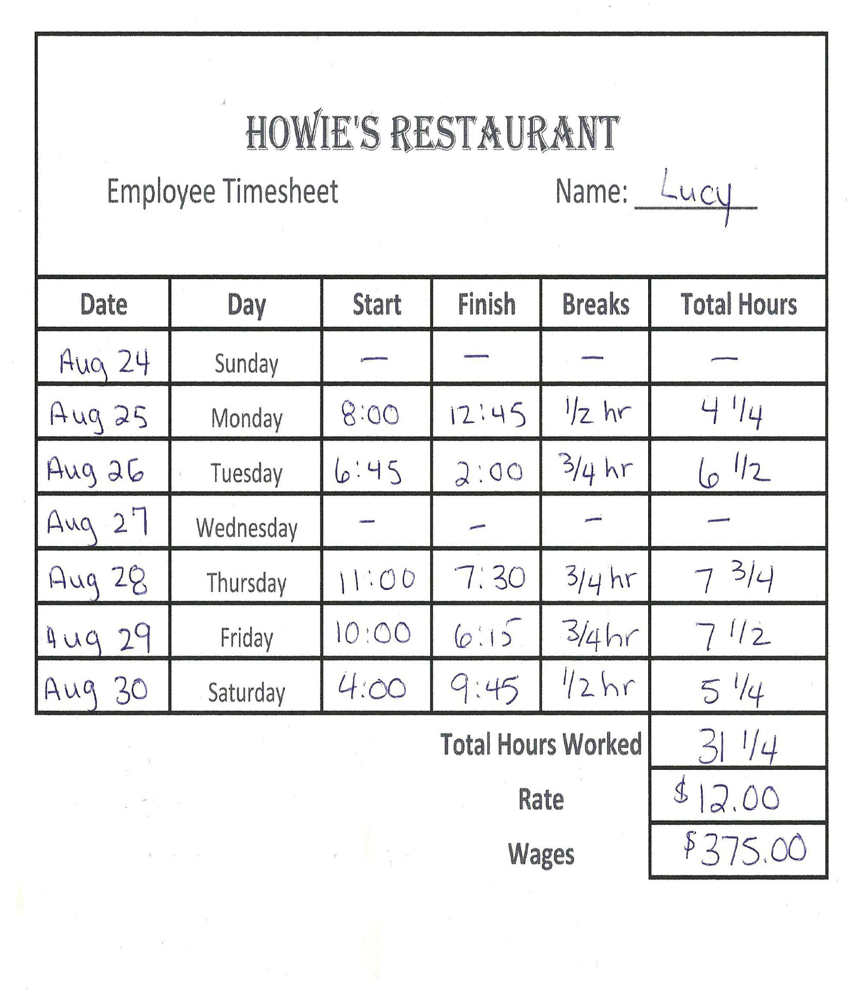 HOWIE'S RESTAURANT
Employee Timesheet Name: Lucy
Date Day Start Finish Breaks Total Hours
Aug 24 Sunday — — — —
Aug 25 Monday 8:00 12:45 1/2 hr 4 1/4
Aug 26 Tuesday 6:45 2:00 3/4 hr 6 1/2
Aug 27 Wednesday – – – –
Aug 28 Thursday 11:00 7:30 3/4 hr 7 3/4
Aug 29 Friday 10:00 6:15 3/4 hr 7 1/2
Aug 30 Saturday 4:00 9:45 1/2 hr 5 1/4
Total Hours Worked 31 1/4
Rate $12.00
Wages $375.00